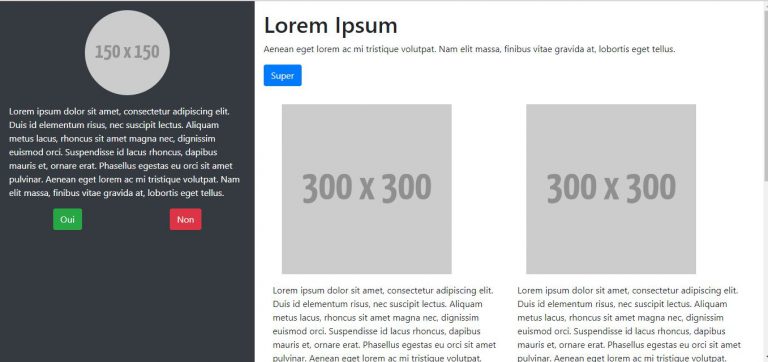 150 x 150
Lorem ipsum dolor sit amet, consectetur adipiscing elit.
Duis id elementum risus, nec suscipit lectus. Aliquam
metus lacus, rhoncus sit amet magna nec, dignissim
euismod orci. Suspendisse id lacus rhoncus, dapibus
mauris et, ornare erat. Phasellus egestas eu orci sit amet
pulvinar. Aenean eget lorem ac mi tristique volutpat. Nam
elit massa, finibus vitae gravida at, lobortis eget tellus.
Oui
Non
Lorem Ipsum
Aenean eget lorem ac mi tristique volutpat. Nam elit massa, finibus vitae gravida at, lobortis eget tellus.
Super
300 x 300
Lorem ipsum dolor sit amet, consectetur adipiscing elit.
Duis id elementum risus, nec suscipit lectus. Aliquam
metus lacus, rhoncus sit amet magna nec, dignissim
euismod orci. Suspendisse id lacus rhoncus, dapibus
mauris et, ornare erat. Phasellus egestas eu orci sit amet
pulvinar. Aenean eget lorem ac mi tristique volutpat. Nam
300 x 300
Lorem ipsum dolor sit amet, consectetur adipiscing elit.
Duis id elementum risus, nec suscipit lectus. Aliquam
metus lacus, rhoncus sit amet magna nec, dignissim
euismod orci. Suspendisse id lacus rhoncus, dapibus
mauris et, ornare erat. Phasellus egestas eu orci sit amet
pulvinar. Aenean eget lorem ac mi tristique volutpat. Nam